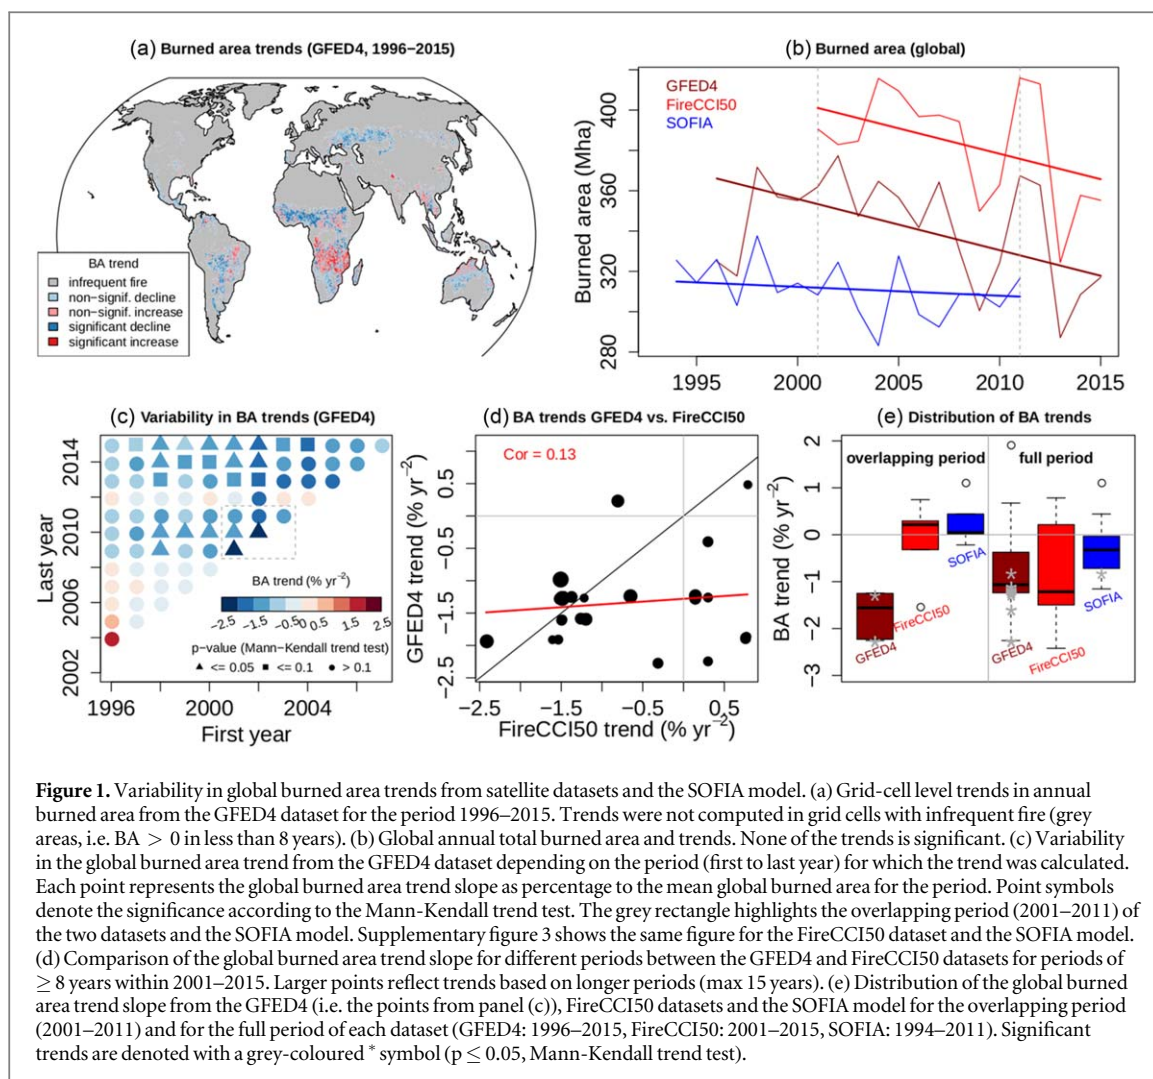 (a) Burned area trends (GFED4, 1996−2015)
BA trend
infrequent fire
non−signif. decline
non−signif. increase
significant decline
significant increase
(b) Burned area (global)
GFED4
FireCCI50
SOFIA
Burned area (Mha)
280 320 360 400
1995 2000 2005 2011 2015
(c) Variability in BA trends (GFED4)
Last year
2002 2006 2010 2014
BA trend (% yr−2)
−2.5 −1.5 −0.5 0.5 1.5 2.5
p−value (Mann−Kendall trend test)
<= 0.05 <= 0.1 > 0.1
1996 2000 2004
First year
(d) BA trends GFED4 vs. FireCCI50
Cor = 0.13
GFED4 trend (% yr−2)
−2.5 −1.5 −0.5 0.5
−2.5 −1.5 −0.5 0.5
FireCCI50 trend (% yr−2)
(e) Distribution of BA trends
overlapping period full period
BA trend (% yr−2)
2
1
0
−1
−2
−3
GFED4 FireCCI50 SOFIA
GFED4 FireCCI50 SOFIA
Figure 1. Variability in global burned area trends from satellite datasets and the SOFIA model. (a) Grid-cell level trends in annual
burned area from the GFED4 dataset for the period 1996–2015. Trends were not computed in grid cells with infrequent fire (grey
areas, i.e. BA > 0 in less than 8 years). (b) Global annual total burned area and trends. None of the trends is significant. (c) Variability
in the global burned area trend from the GFED4 dataset depending on the period (first to last year) for which the trend was calculated.
Each point represents the global burned area trend slope as percentage to the mean global burned area for the period. Point symbols
denote the significance according to the Mann-Kendall trend test. The grey rectangle highlights the overlapping period (2001–2011) of
the two datasets and the SOFIA model. Supplementary figure 3 shows the same figure for the FireCCI50 dataset and the SOFIA model.
(d) Comparison of the global burned area trend slope for different periods between the GFED4 and FireCCI50 datasets for periods of
≥ 8 years within 2001–2015. Larger points reflect trends based on longer periods (max 15 years). (e) Distribution of the global burned
area trend slope from the GFED4 (i.e. the points from panel (c)), FireCCI50 datasets and the SOFIA model for the overlapping period
(2001–2011) and for the full period of each dataset (GFED4: 1996–2015, FireCCI50: 2001–2015, SOFIA: 1994–2011). Significant
trends are denoted with a grey-coloured * symbol (p ≤ 0.05, Mann-Kendall trend test).